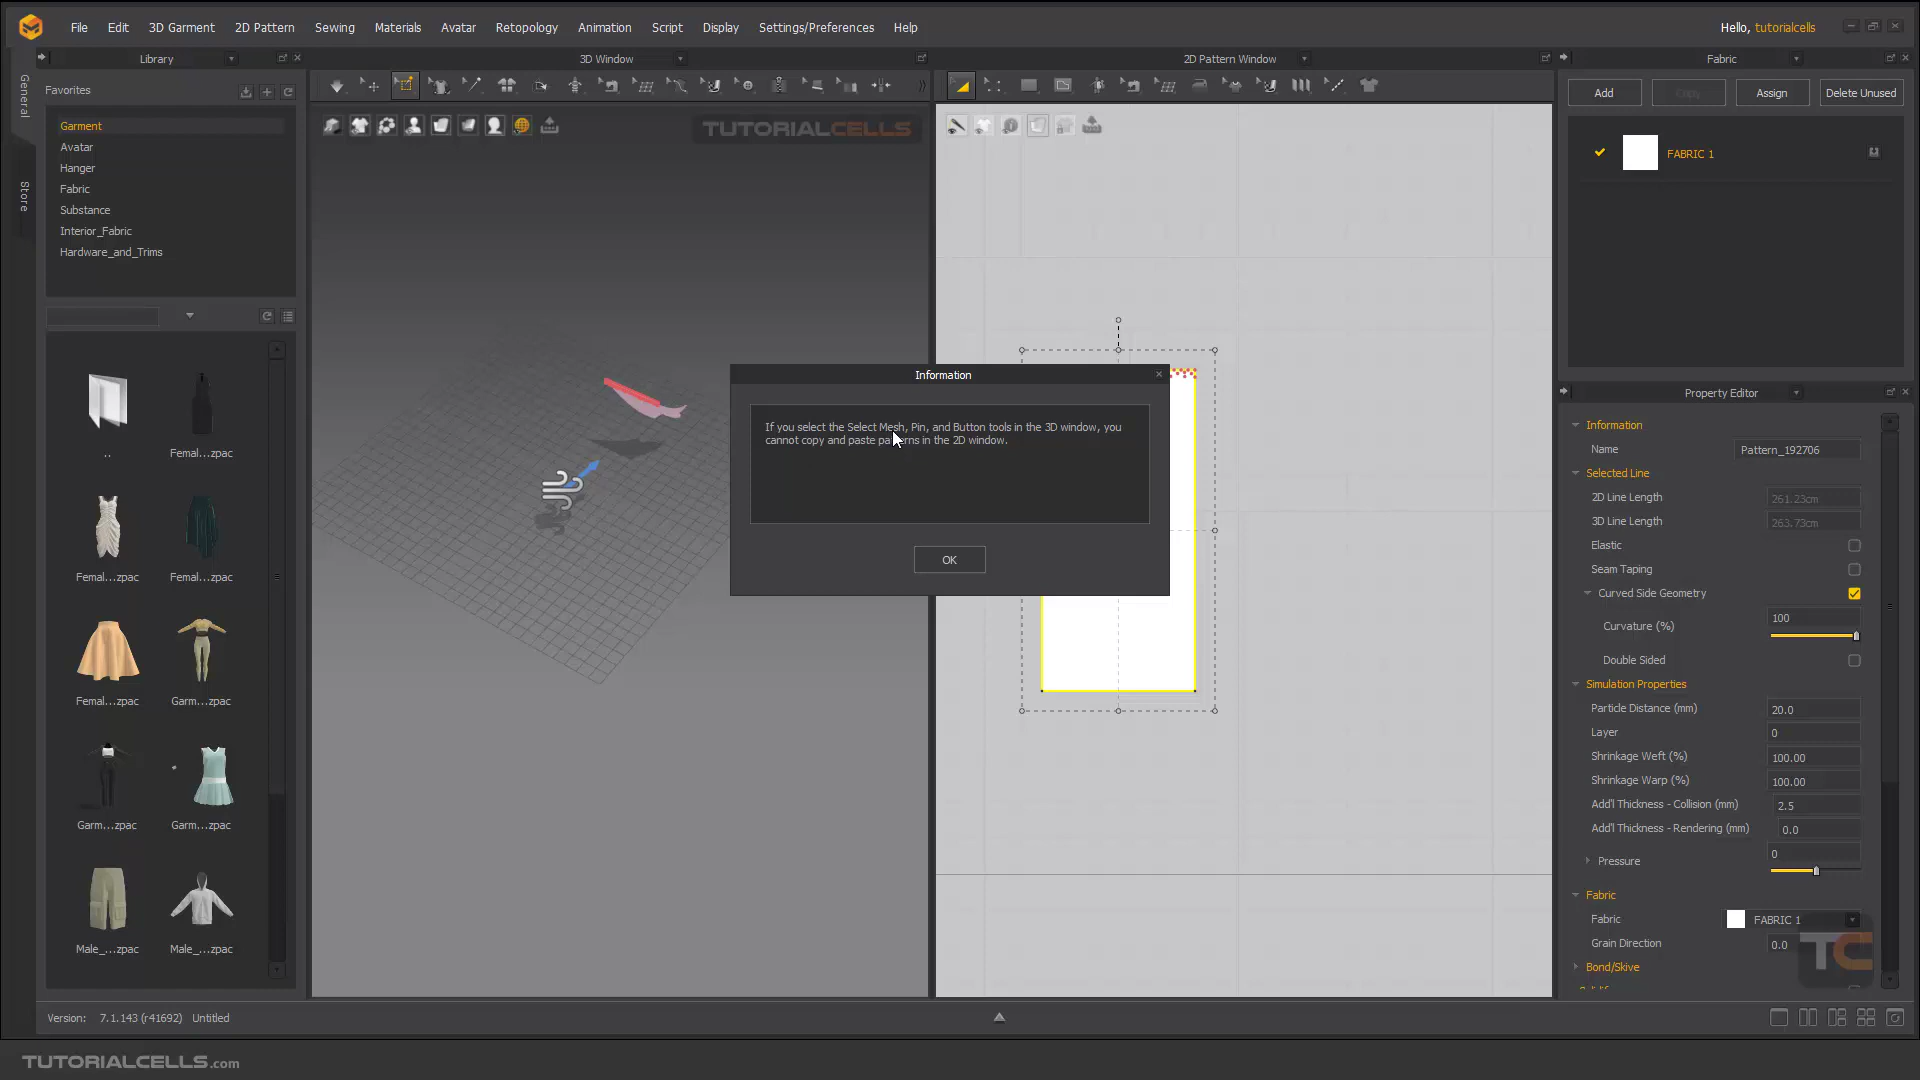 File Edit 3D Garment 2D Pattern Sewing Materials Avatar Retopology Animation Script Display Settings/Preferences Help
Hello, tutorialcells
Library
3D Window
2D Pattern Window
Fabric
General
Store
Favorites
Garment
Avatar
Hanger
Fabric
Substance
Interior_Fabric
Hardware_and_Trims
..
Femal...zpac
Femal...zpac
Femal...zpac
Femal...zpac
Garm...zpac
Garm...zpac
Garm...zpac
Male_...zpac
Male_...zpac
TUTORIALCELLS
Information
If you select the Select Mesh, Pin, and Button tools in the 3D window, you
cannot copy and paste patterns in the 2D window.
OK
Add Copy Assign Delete Unused
FABRIC 1
Property Editor
Information
Name Pattern_192706
Selected Line
2D Line Length 261.23cm
3D Line Length 263.73cm
Elastic
Seam Taping
Curved Side Geometry
Curvature (%) 100
Double Sided
Simulation Properties
Particle Distance (mm) 20.0
Layer 0
Shrinkage Weft (%) 100.00
Shrinkage Warp (%) 100.00
Add'l Thickness - Collision (mm) 2.5
Add'l Thickness - Rendering (mm) 0.0
Pressure 0
Fabric
Fabric FABRIC 1
Grain Direction 0.0
Bond/Skive
TC
Version: 7.1.143 (r41692) Untitled
TUTORIALCELLS.com